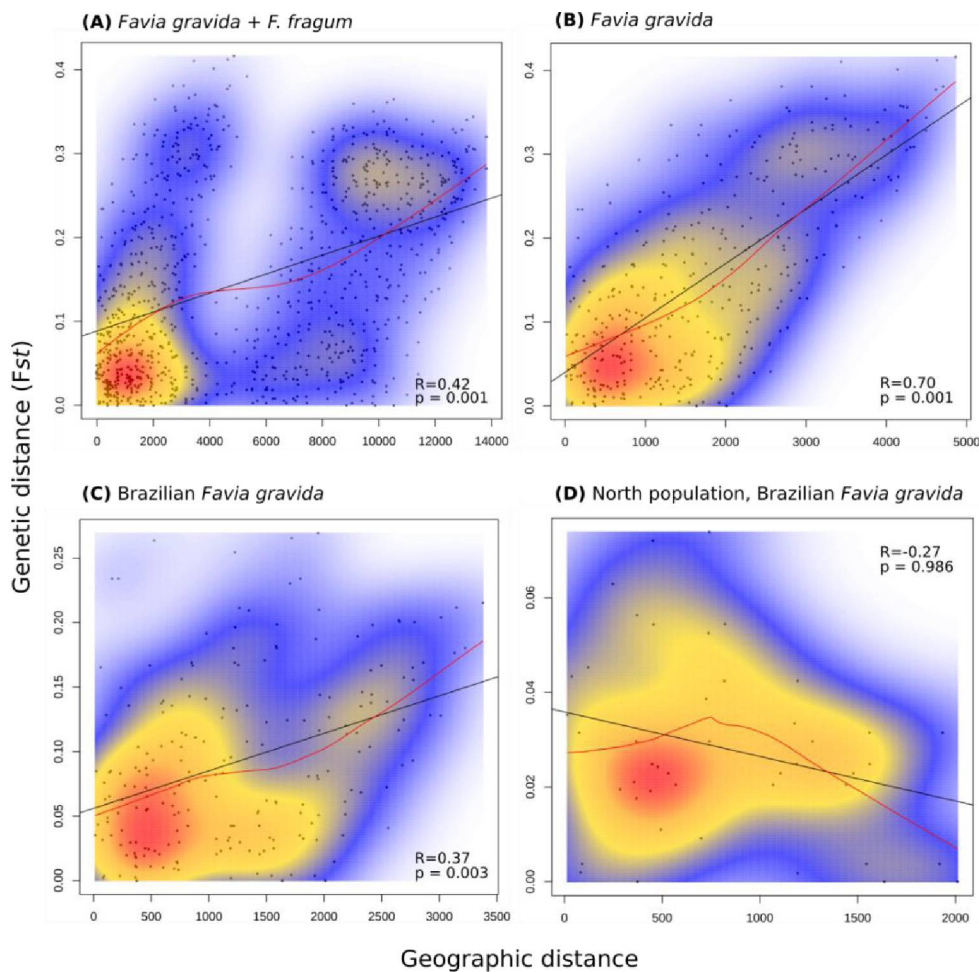 (A) Favia gravida + F. fragum
(B) Favia gravida
0.4
0.3
0.2
0.1
0.0
R=0.42
p = 0.001
0 2000 4000 6000 8000 10000 12000 14000
0.4
0.3
0.2
0.1
0.0
R=0.70
p = 0.001
0 1000 2000 3000 4000 5000
Genetic distance (Fst)
(C) Brazilian Favia gravida
(D) North population, Brazilian Favia gravida
0.25
0.20
0.15
0.10
0.05
0.00
R=0.37
p = 0.003
0 500 1000 1500 2000 2500 3000 3500
R=-0.27
p = 0.986
0.06
0.04
0.02
0.00
0 500 1000 1500 2000
Geographic distance